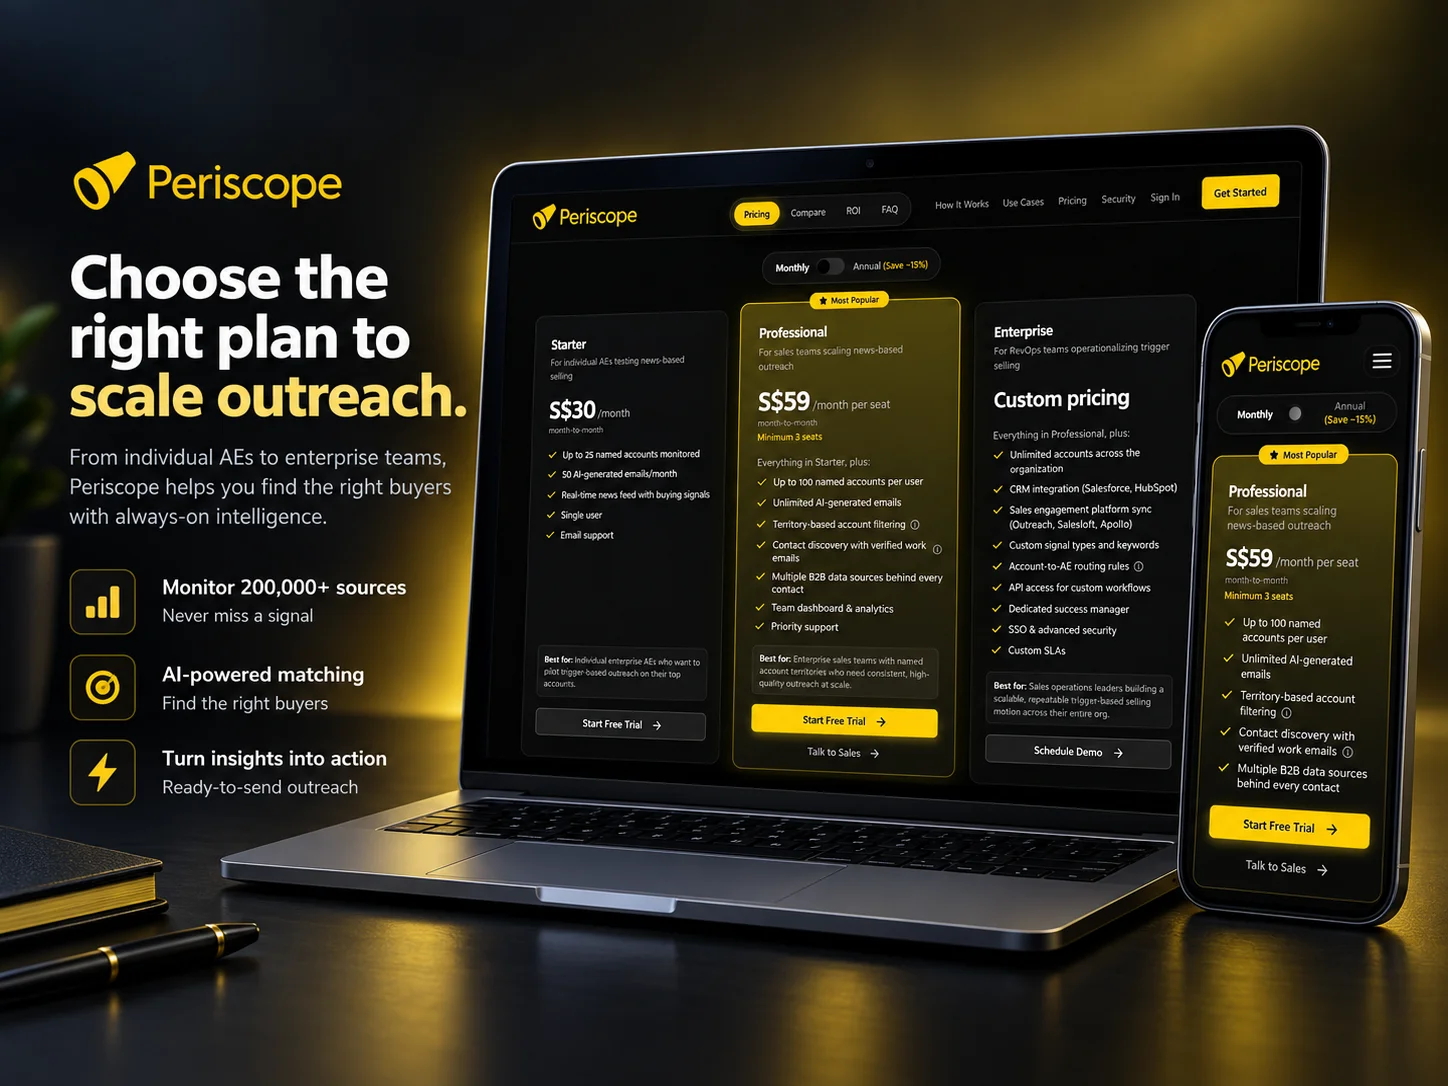 Periscope
Choose the
right plan to
scale outreach.
From individual AEs to enterprise teams,
Periscope helps you find the right buyers
with always-on intelligence.
Monitor 200,000+ sources
Never miss a signal
AI-powered matching
Find the right buyers
Turn insights into action
Ready-to-send outreach
Periscope
Pricing
Compare
ROI
FAQ
How It Works
Use Cases
Pricing
Security
Sign In
Get Started
Monthly
Annual (Save ~15%)
Starter
For individual AEs testing news-based
selling
S$30 /month
month-to-month
Up to 25 named accounts monitored
50 AI-generated emails/month
Real-time news feed with buying signals
Single user
Email support
Best for: Individual enterprise AEs who want to
pilot trigger-based outreach on their top
accounts.
Start Free Trial →
★ Most Popular
Professional
For sales teams scaling news-based
outreach
S$59 /month per seat
month-to-month
Minimum 3 seats
Everything in Starter, plus:
Up to 100 named accounts per user
Unlimited AI-generated emails
Territory-based account filtering
Contact discovery with verified work
emails
Multiple B2B data sources behind every
contact
Team dashboard & analytics
Priority support
Best for: Enterprise sales teams with named
account territories who need consistent, high-
quality outreach at scale.
Start Free Trial →
Talk to Sales →
Enterprise
For RevOps teams operationalizing trigger
selling
Custom pricing
Everything in Professional, plus:
Unlimited accounts across the
organization
CRM integration (Salesforce, HubSpot)
Sales engagement platform sync
(Outreach, Salesloft, Apollo)
Custom signal types and keywords
Account-to-AE routing rules
API access for custom workflows
Dedicated success manager
SSO & advanced security
Custom SLAs
Best for: Sales operations leaders building a
scalable, repeatable trigger-based selling
motion across their entire org.
Schedule Demo →
Periscope
Monthly
Annual
(Save ~15%)
★ Most Popular
Professional
For sales teams scaling
news-based outreach
S$59 /month per seat
month-to-month
Minimum 3 seats
Up to 100 named
accounts per user
Unlimited AI-generated
emails
Territory-based account
filtering
Contact discovery with
verified work emails
Multiple B2B data sources
behind every contact
Start Free Trial →
Talk to Sales →